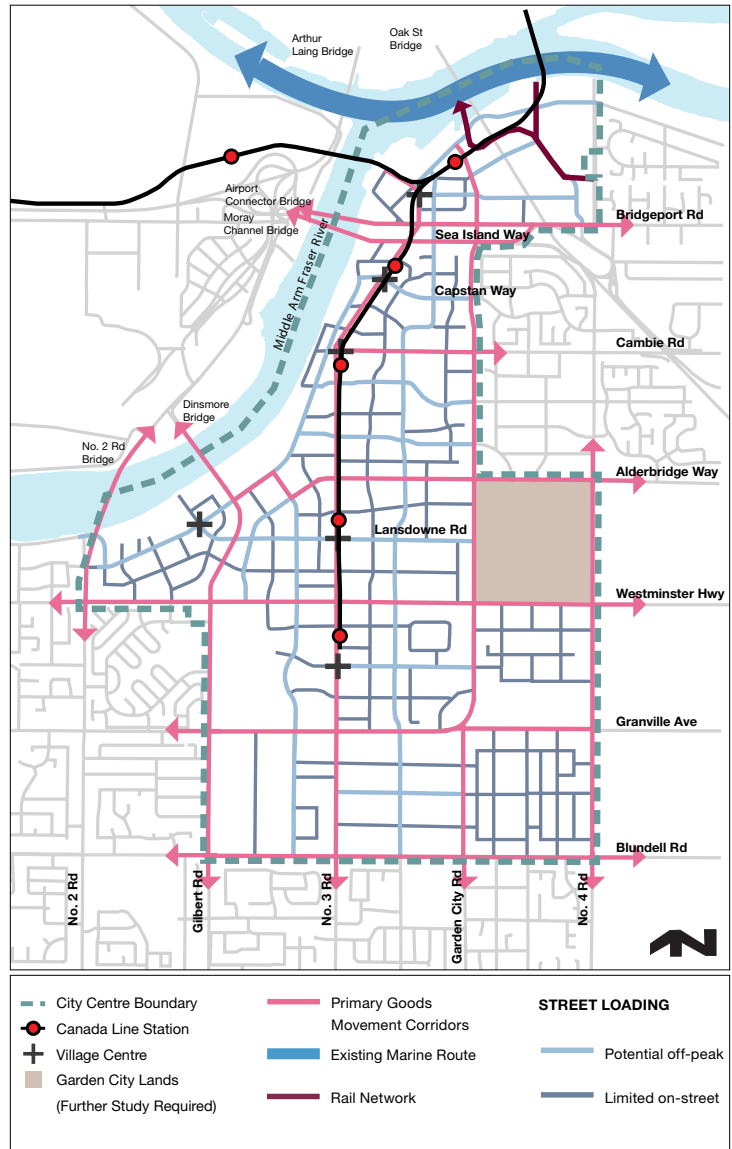 Arthur
Laing Bridge
Oak St
Bridge
Airport
Connector Bridge
Moray
Channel Bridge
Bridgeport Rd
Sea Island Way
Middle Arm Fraser River
Capstan Way
Cambie Rd
Dinsmore
Bridge
No. 2 Rd
Bridge
Alderbridge Way
Lansdowne Rd
Westminster Hwy
Granville Ave
Blundell Rd
No. 2 Rd
Gilbert Rd
No. 3 Rd
Garden City Rd
No. 4 Rd
N
City Centre Boundary
Canada Line Station
Village Centre
Garden City Lands
(Further Study Required)
Primary Goods
Movement Corridors
Existing Marine Route
Rail Network
STREET LOADING
Potential off-peak
Limited on-street